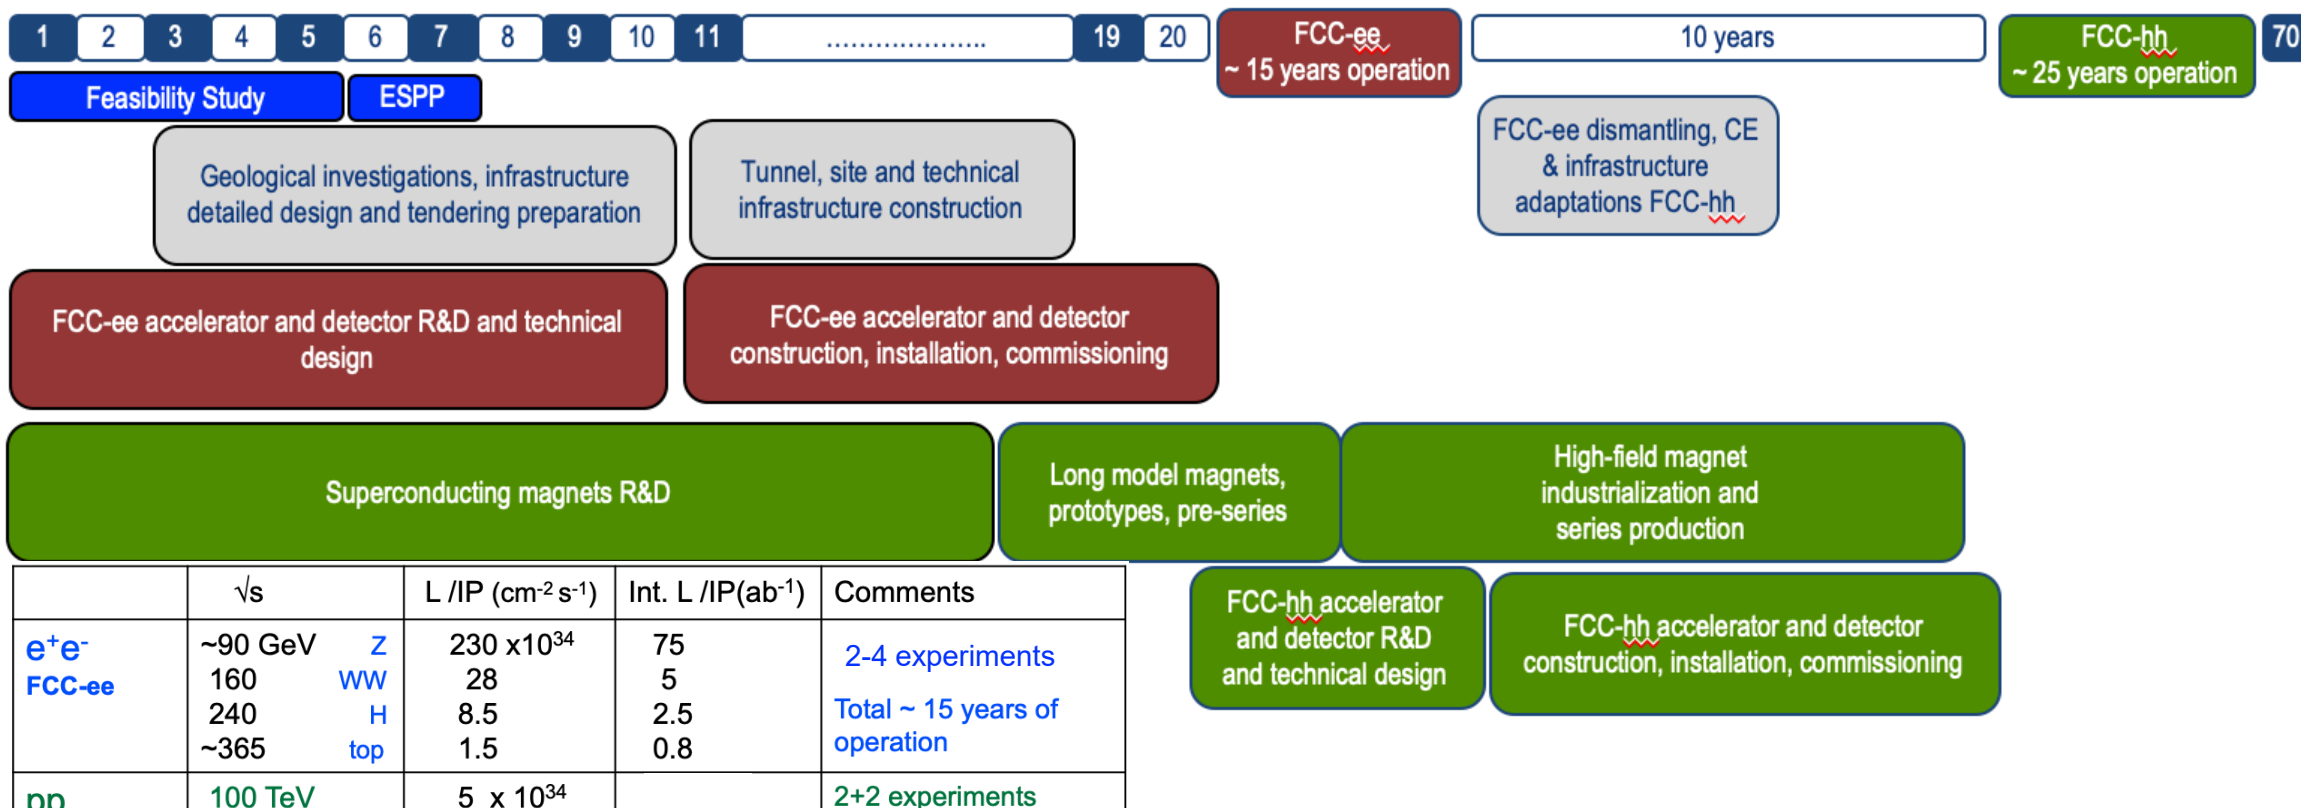 1 2 3 4 5 6 7 8 9 10 11 ................... 19 20
FCC-ee
~ 15 years operation
10 years
FCC-hh
~ 25 years operation
70
Feasibility Study
ESPP
Geological investigations, infrastructure
detailed design and tendering preparation
Tunnel, site and technical
infrastructure construction
FCC-ee dismantling, CE
& infrastructure
adaptations FCC-hh
FCC-ee accelerator and detector R&D and technical
design
FCC-ee accelerator and detector
construction, installation, commissioning
Superconducting magnets R&D
Long model magnets,
prototypes, pre-series
High-field magnet
industrialization and
series production
FCC-hh accelerator
and detector R&D
and technical design
FCC-hh accelerator and detector
construction, installation, commissioning
√s L /IP (cm⁻² s⁻¹) Int. L /IP(ab⁻¹) Comments
e⁺e⁻
FCC-ee
~90 GeV Z 230 x10³⁴ 75
160 WW 28 5
240 H 8.5 2.5
~365 top 1.5 0.8
2-4 experiments
Total ~ 15 years of
operation
pp 100 TeV 5 x 10³⁴ 2+2 experiments